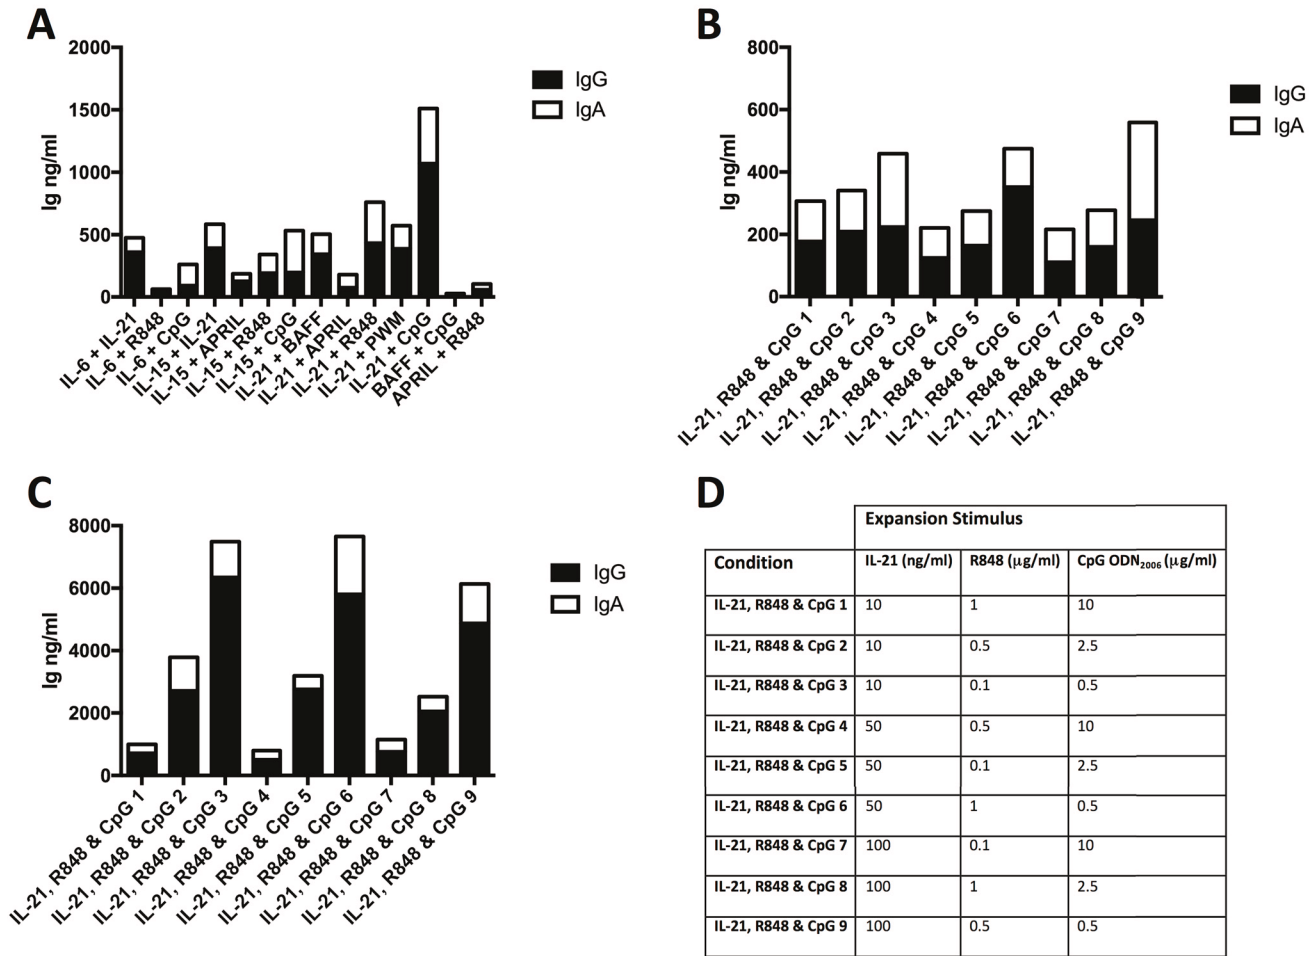 A
2000
1500
1000
500
0
Ig ng/ml
IgG
IgA
IL-6 + IL-21
IL-6 + R848
IL-6 + CpG
IL-15 + IL-21
IL-15 + APRIL
IL-15 + R848
IL-15 + CpG
IL-21 + BAFF
IL-21 + APRIL
IL-21 + R848
IL-21 + PWM
IL-21 + CpG
BAFF + CpG
APRIL + R848
B
800
600
400
200
0
Ig ng/ml
IgG
IgA
IL-21, R848 & CpG 1
IL-21, R848 & CpG 2
IL-21, R848 & CpG 3
IL-21, R848 & CpG 4
IL-21, R848 & CpG 5
IL-21, R848 & CpG 6
IL-21, R848 & CpG 7
IL-21, R848 & CpG 8
IL-21, R848 & CpG 9
C
8000
6000
4000
2000
0
Ig ng/ml
IgG
IgA
IL-21, R848 & CpG 1
IL-21, R848 & CpG 2
IL-21, R848 & CpG 3
IL-21, R848 & CpG 4
IL-21, R848 & CpG 5
IL-21, R848 & CpG 6
IL-21, R848 & CpG 7
IL-21, R848 & CpG 8
IL-21, R848 & CpG 9
D
Expansion Stimulus
Condition IL-21 (ng/ml) R848 (µg/ml) CpG ODN2006 (µg/ml)
IL-21, R848 & CpG 1 10 1 10
IL-21, R848 & CpG 2 10 0.5 2.5
IL-21, R848 & CpG 3 10 0.1 0.5
IL-21, R848 & CpG 4 50 0.5 10
IL-21, R848 & CpG 5 50 0.1 2.5
IL-21, R848 & CpG 6 50 1 0.5
IL-21, R848 & CpG 7 100 0.1 10
IL-21, R848 & CpG 8 100 1 2.5
IL-21, R848 & CpG 9 100 0.5 0.5